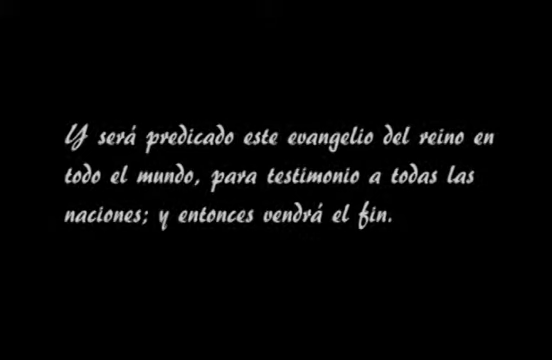 Y será predicado este evangelio del reino en
todo el mundo, para testimonio a todas las
naciones; y entonces vendrá el fin.